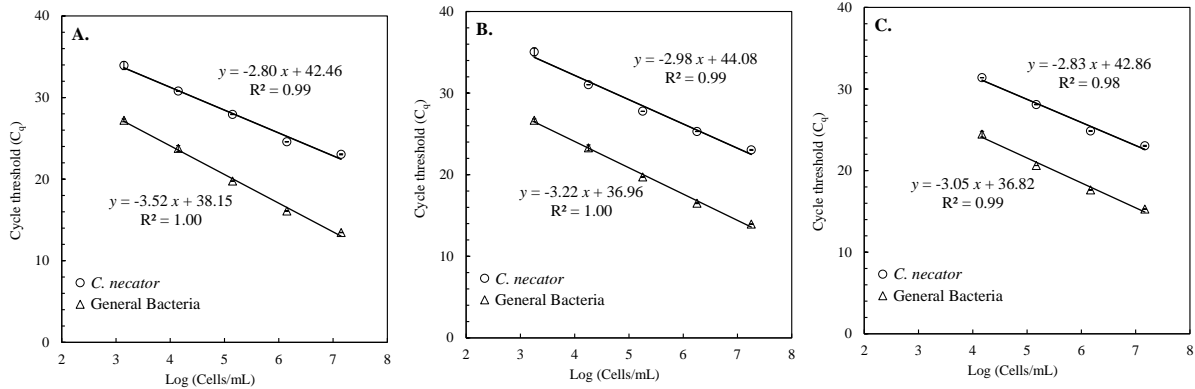 A.
40
30
20
10
0
y = -2.80 x + 42.46
R² = 0.99
y = -3.52 x + 38.15
R² = 1.00
C. necator
General Bacteria
2 3 4 5 6 7 8
Log (Cells/mL)
Cycle threshold (Cq)
B.
40
30
20
10
0
y = -2.98 x + 44.08
R² = 0.99
y = -3.22 x + 36.96
R² = 1.00
C. necator
General Bacteria
2 3 4 5 6 7 8
Log (Cells/mL)
Cycle threshold (Cq)
C.
40
30
20
10
0
y = -2.83 x + 42.86
R² = 0.98
y = -3.05 x + 36.82
R² = 0.99
C. necator
General Bacteria
2 3 4 5 6 7 8
Log (Cells/mL)
Cycle threshold (Cq)